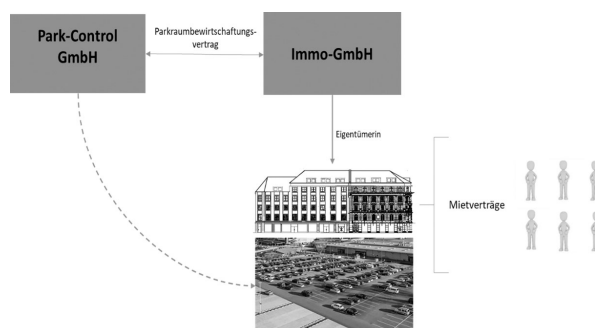 Park-Control
GmbH
Parkraumbewirtschaftungs-
vertrag
Immo-GmbH
Eigentümerin
Mietverträge